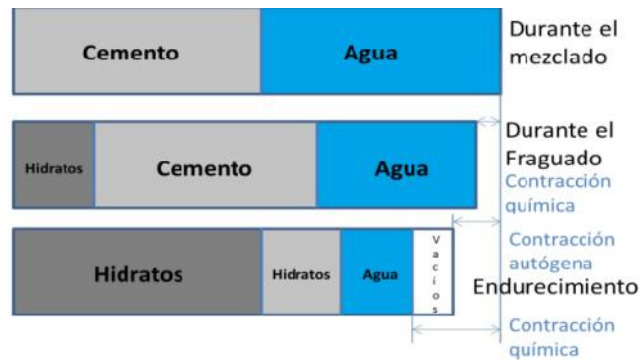 Cemento
Agua
Durante el
mezclado
Hidratos
Cemento
Agua
Durante el
Fraguado
Contracción
química
Hidratos
Hidratos
Agua
Vacíos
Contracción
autógena
Endurecimiento
Contracción
química